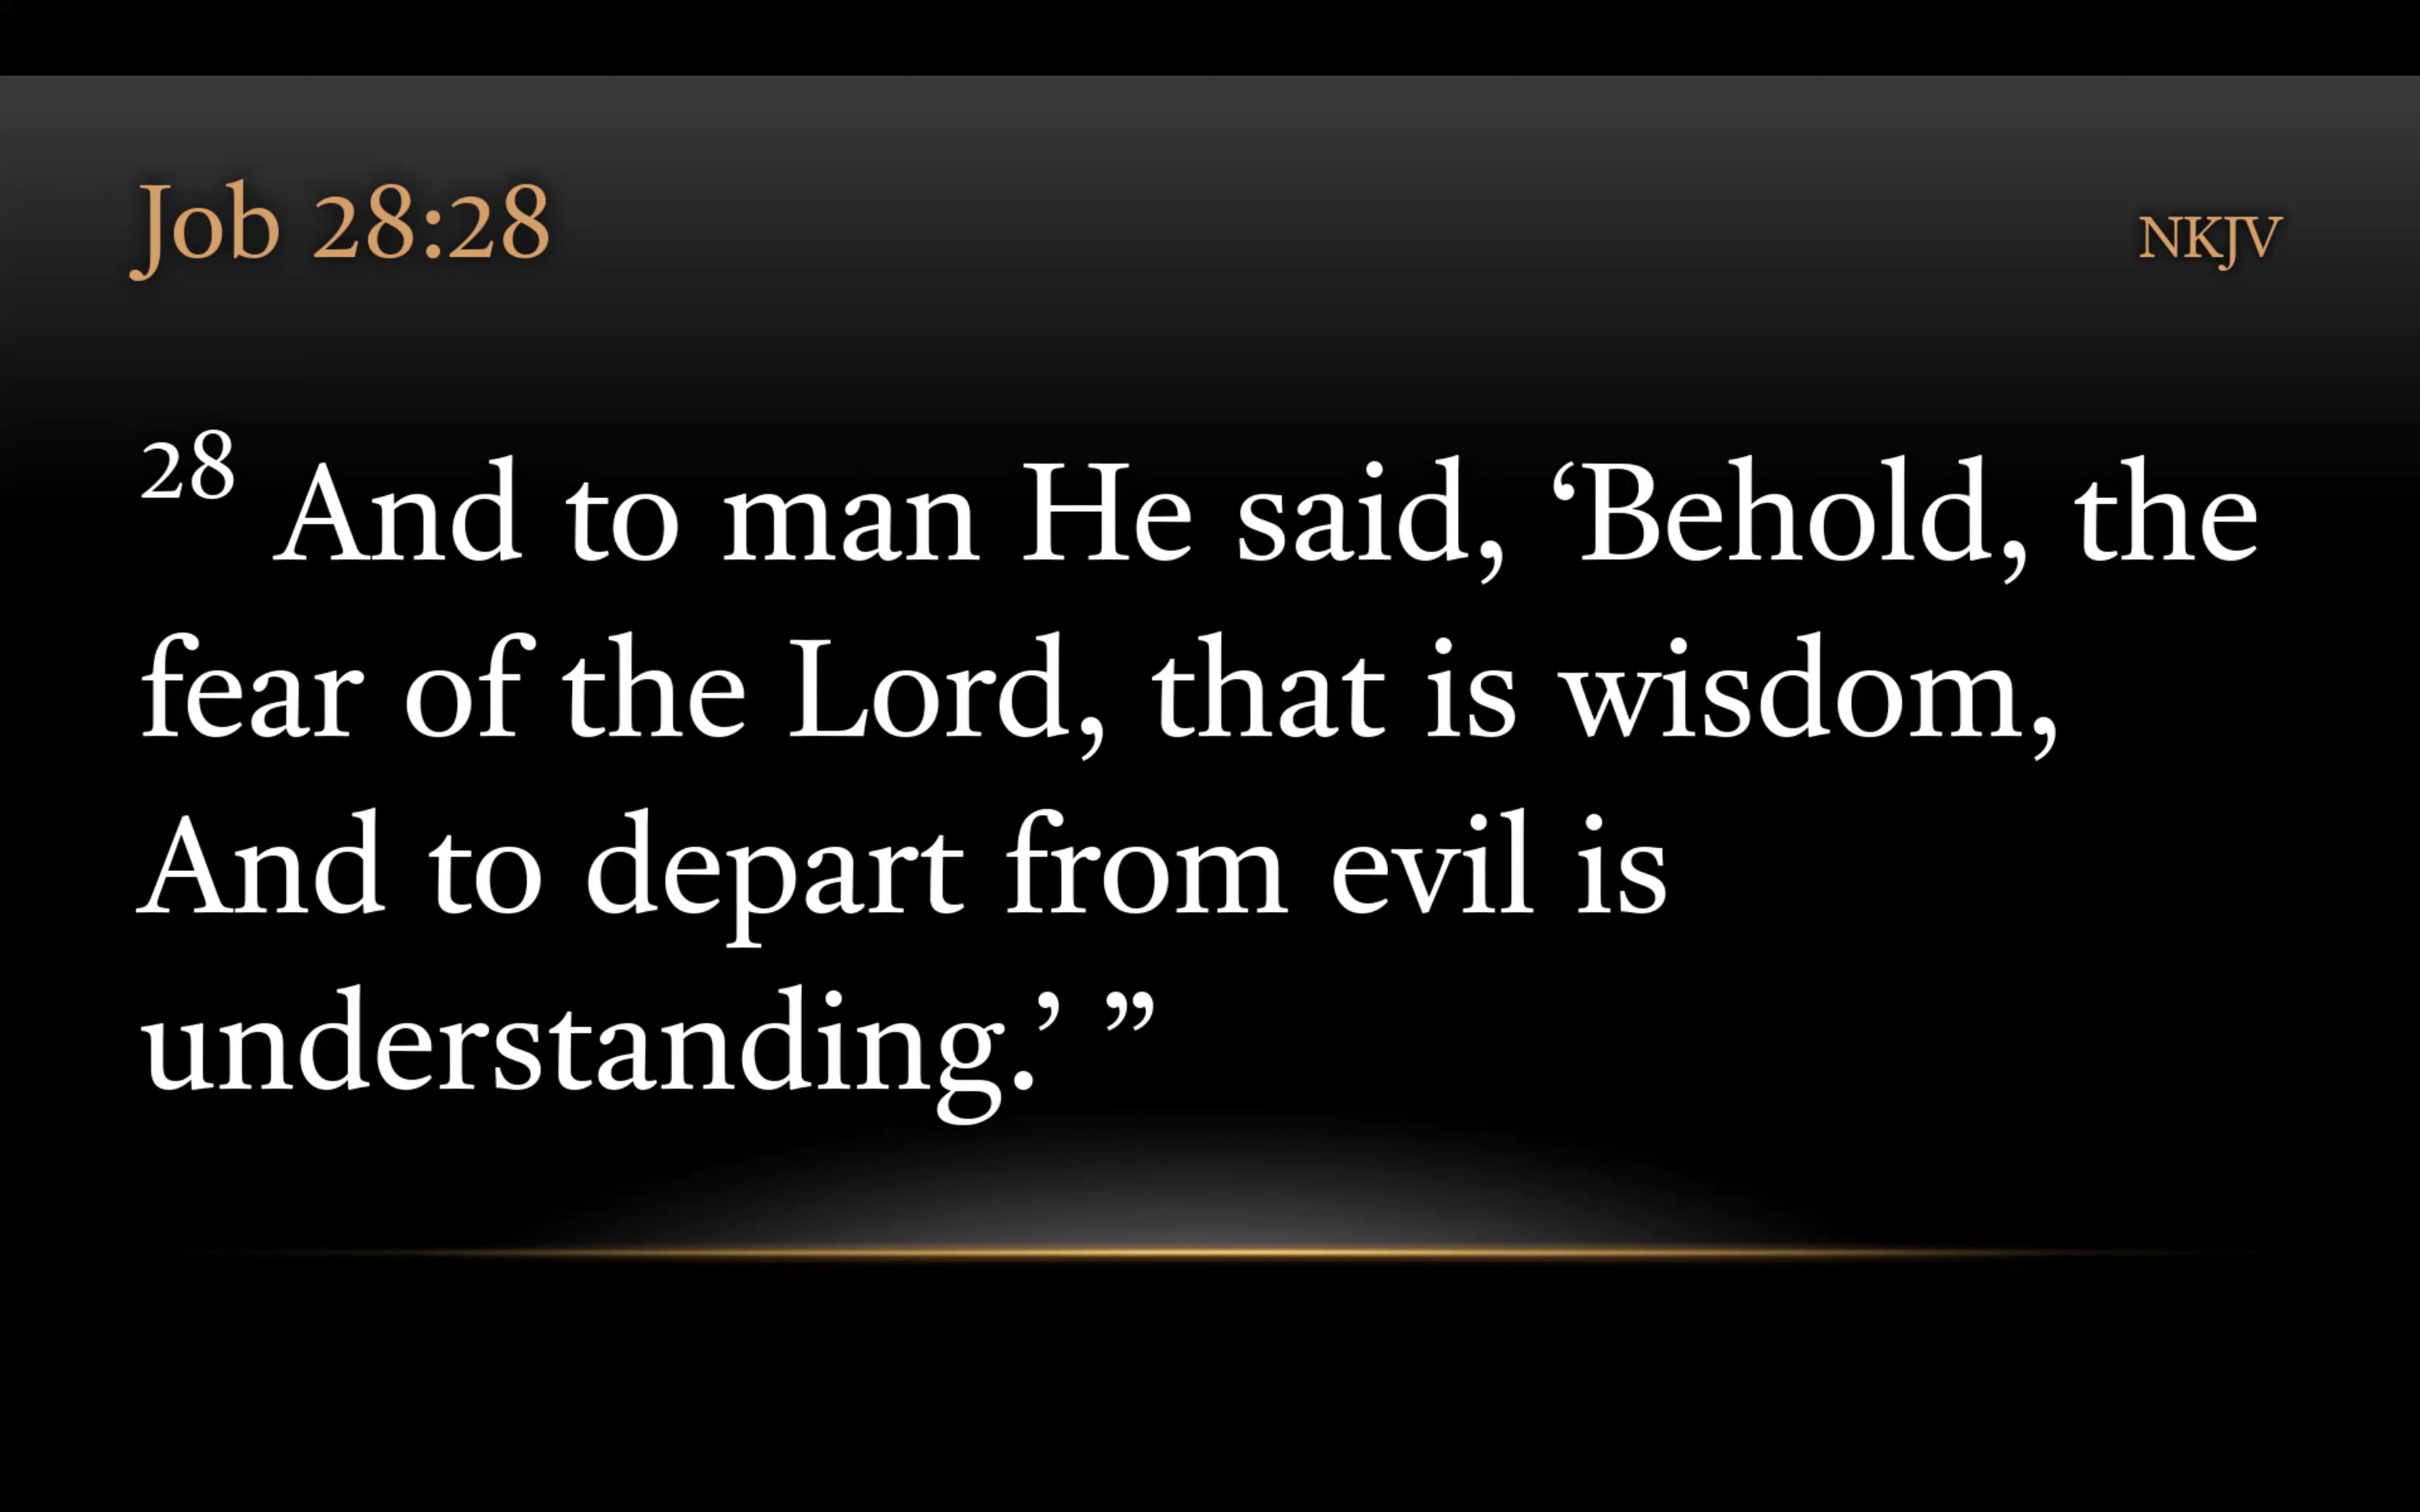 Job 28:28 NKJV
28 And to man He said, ‘Behold, the
fear of the Lord, that is wisdom,
And to depart from evil is
understanding.’ ”